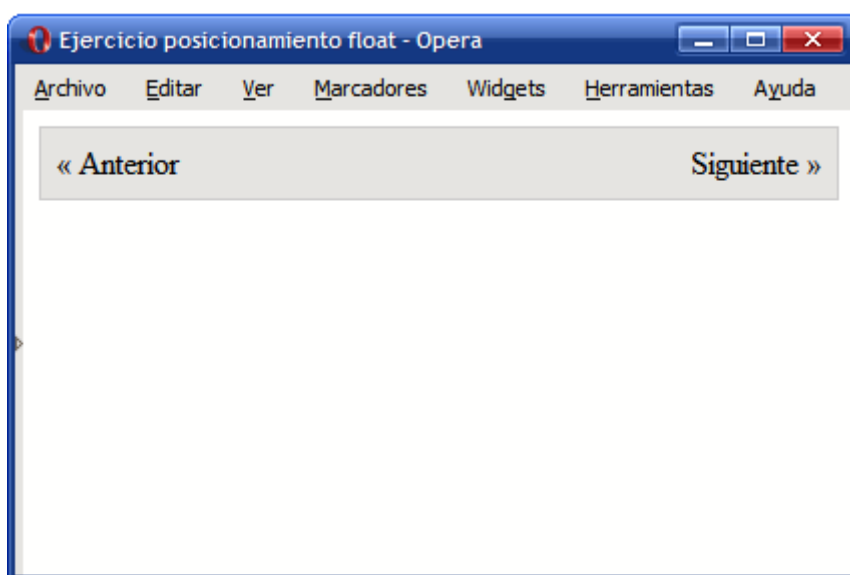 Ejercicio posicionamiento float - Opera
Archivo Editar Ver Marcadores Widgets Herramientas Ayuda
« Anterior Siguiente »